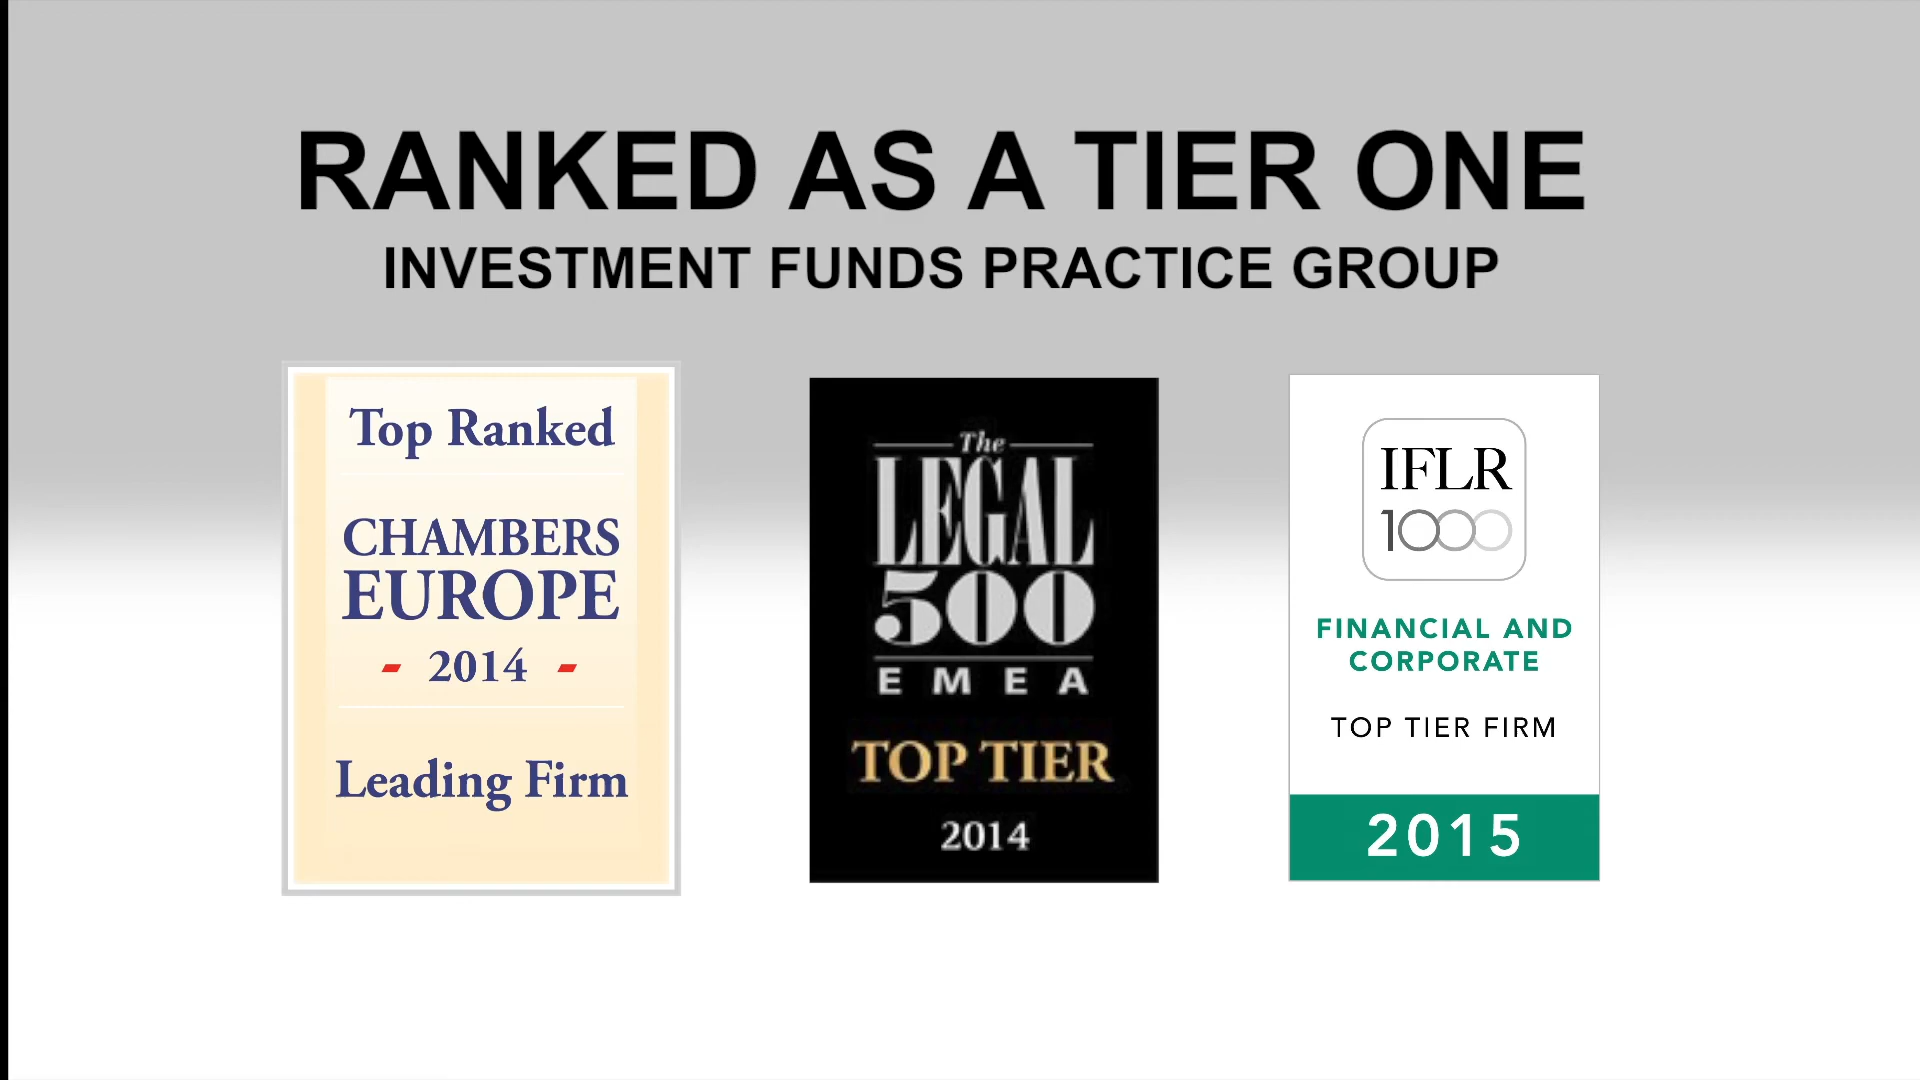 RANKED AS A TIER ONE
INVESTMENT FUNDS PRACTICE GROUP
Top Ranked
CHAMBERS
EUROPE
- 2014 -
Leading Firm
The
LEGAL
500
EMEA
TOP TIER
2014
IFLR
1000
FINANCIAL AND
CORPORATE
TOP TIER FIRM
2015